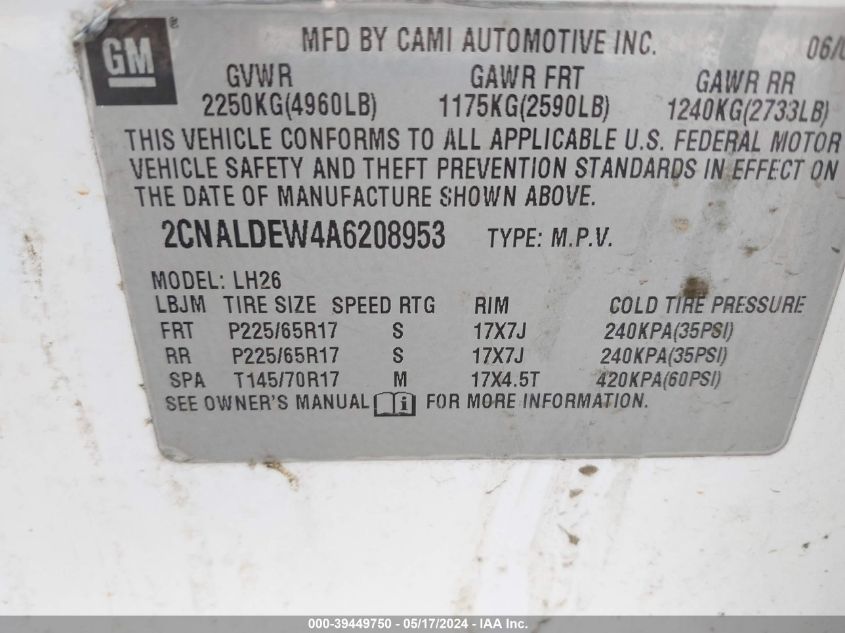 GM ®
MFD BY CAMI AUTOMOTIVE INC.
GVWR GAWR FRT GAWR RR
2250KG(4960LB) 1175KG(2590LB) 1240KG(2733LB)
THIS VEHICLE CONFORMS TO ALL APPLICABLE U.S. FEDERAL MOTOR
VEHICLE SAFETY AND THEFT PREVENTION STANDARDS IN EFFECT ON
THE DATE OF MANUFACTURE SHOWN ABOVE.
2CNALDEW4A6208953 TYPE: M.P.V.
MODEL: LH26
LBJM TIRE SIZE SPEED RTG RIM COLD TIRE PRESSURE
FRT P225/65R17 S 17X7J 240KPA(35PSI)
RR P225/65R17 S 17X7J 240KPA(35PSI)
SPA T145/70R17 M 17X4.5T 420KPA(60PSI)
SEE OWNER'S MANUAL i FOR MORE INFORMATION.
000-39449750 - 05/17/2024 - IAA Inc.